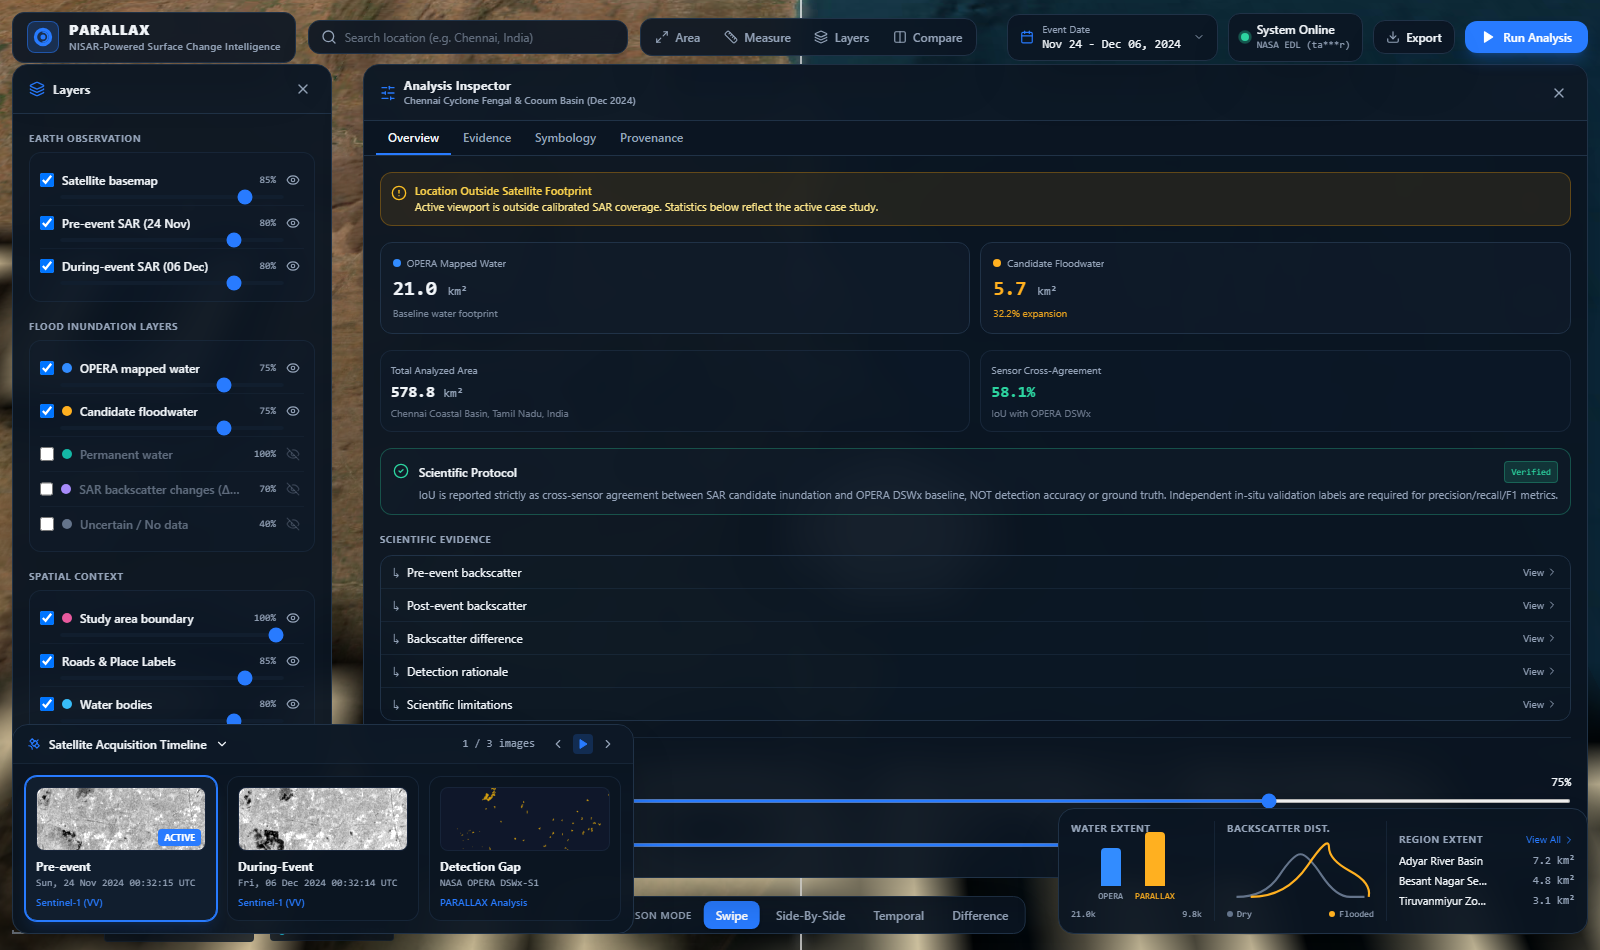 PARALLAX
NISAR-Powered Surface Change Intelligence
Search location (e.g. Chennai, India)
Area
Measure
Layers
Compare
Event Date
Nov 24 - Dec 06, 2024
System Online
NASA EDL (ta***r)
Export
Run Analysis
Layers
EARTH OBSERVATION
Satellite basemap 85%
Pre-event SAR (24 Nov) 80%
During-event SAR (06 Dec) 80%
FLOOD INUNDATION LAYERS
OPERA mapped water 75%
Candidate floodwater 75%
Permanent water 100%
SAR backscatter changes (Δ... 70%
Uncertain / No data 40%
SPATIAL CONTEXT
Study area boundary 100%
Roads & Place Labels 85%
Water bodies 80%
Analysis Inspector
Chennai Cyclone Fengal & Cooum Basin (Dec 2024)
Overview
Evidence
Symbology
Provenance
Location Outside Satellite Footprint
Active viewport is outside calibrated SAR coverage. Statistics below reflect the active case study.
OPERA Mapped Water
21.0 km²
Baseline water footprint
Candidate Floodwater
5.7 km²
32.2% expansion
Total Analyzed Area
578.8 km²
Chennai Coastal Basin, Tamil Nadu, India
Sensor Cross-Agreement
58.1%
IoU with OPERA DSWx
Scientific Protocol
Verified
IoU is reported strictly as cross-sensor agreement between SAR candidate inundation and OPERA DSWx baseline, NOT detection accuracy or ground truth. Independent in-situ validation labels are required for precision/recall/F1 metrics.
SCIENTIFIC EVIDENCE
↳ Pre-event backscatter View >
↳ Post-event backscatter View >
↳ Backscatter difference View >
↳ Detection rationale View >
↳ Scientific limitations View >
75%
Satellite Acquisition Timeline
1 / 3 images
ACTIVE
Pre-event
Sun, 24 Nov 2024 00:32:15 UTC
Sentinel-1 (VV)
During-Event
Fri, 06 Dec 2024 00:32:14 UTC
Sentinel-1 (VV)
Detection Gap
NASA OPERA DSWx-S1
PARALLAX Analysis
SON MODE
Swipe
Side-By-Side
Temporal
Difference
WATER EXTENT
OPERA
PARALLAX
21.0k
9.8k
BACKSCATTER DIST.
Dry
Flooded
REGION EXTENT
View All >
Adyar River Basin 7.2 km²
Besant Nagar Se... 4.8 km²
Tiruvanmiyur Zo... 3.1 km²